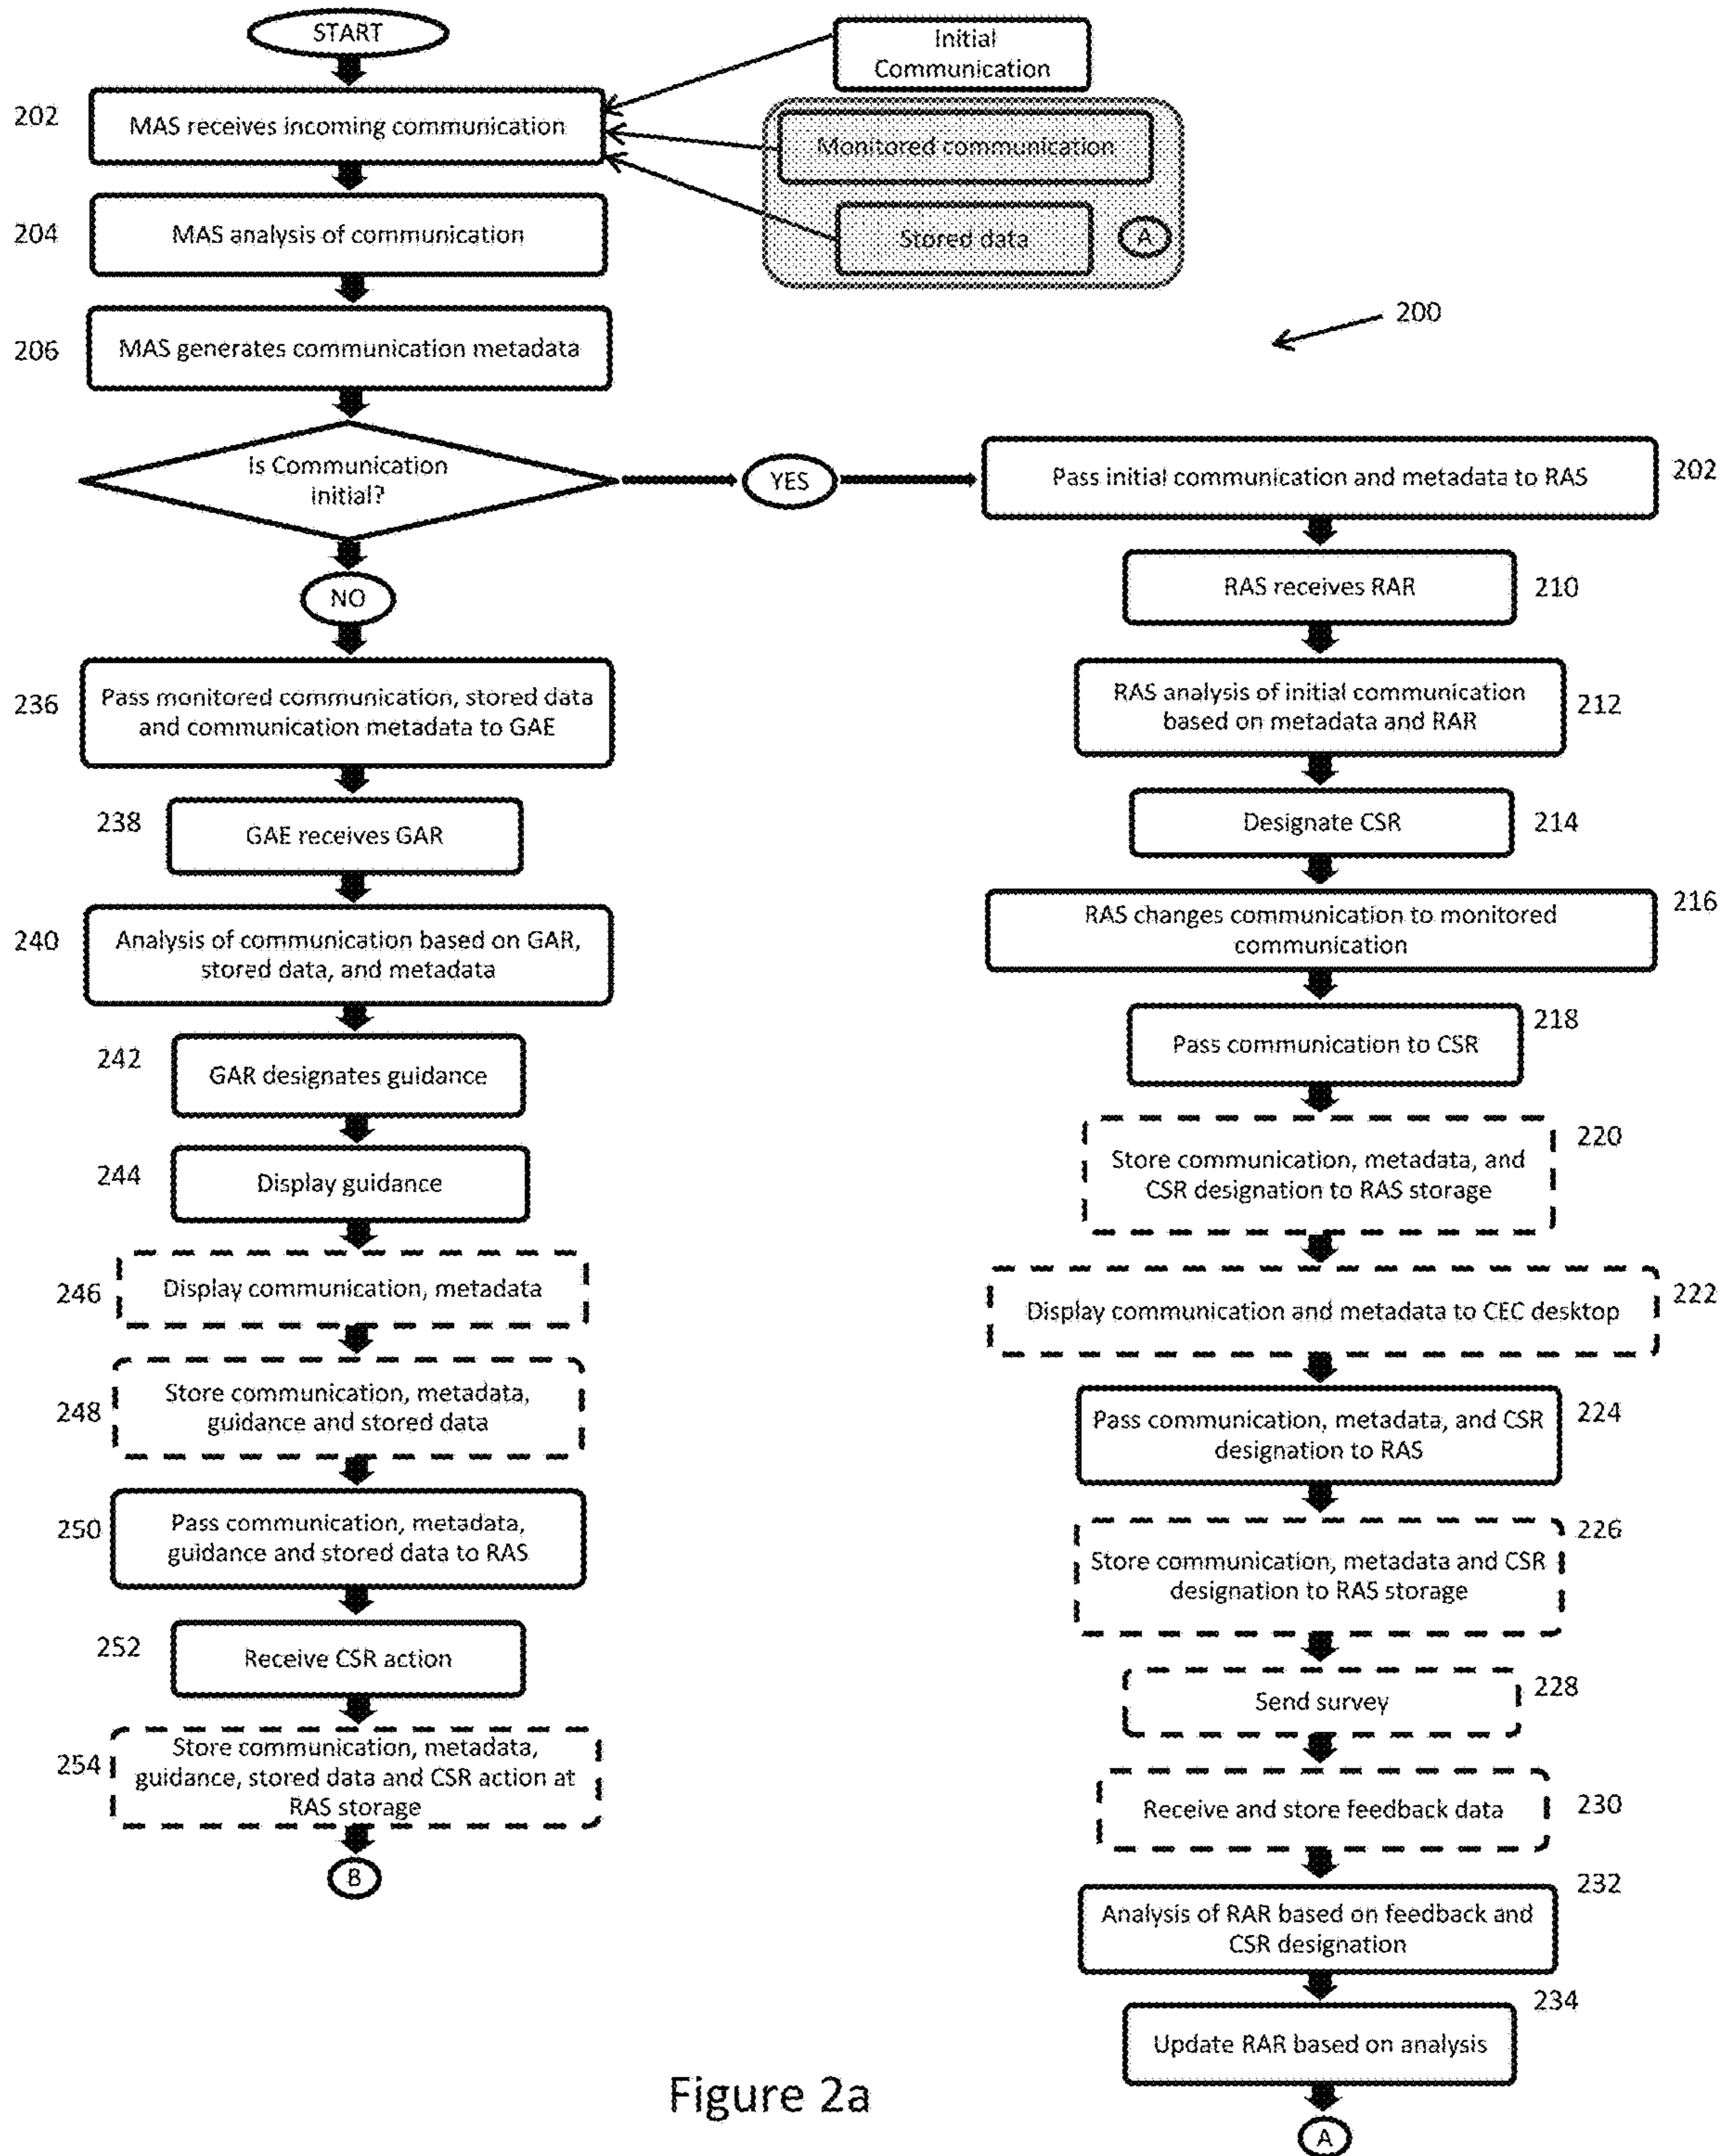 START
Initial
Communication
202
MAS receives incoming communication
Monitored communication
204
MAS analysis of communication
Stored data
A
206
MAS generates communication metadata
200
Is Communication
initial?
YES
Pass initial communication and metadata to RAS
202
NO
RAS receives RAR
210
236
Pass monitored communication, stored data
and communication metadata to GAE
RAS analysis of initial communication
based on metadata and RAR
212
238
GAE receives GAR
Designate CSR
214
240
Analysis of communication based on GAR,
stored data, and metadata
RAS changes communication to monitored
communication
216
242
GAR designates guidance
Pass communication to CSR
218
244
Display guidance
Store communication, metadata, and
CSR designation to RAS storage
220
246
Display communication, metadata
Display communication and metadata to CEC desktop
222
248
Store communication, metadata,
guidance and stored data
Pass communication, metadata, and CSR
designation to RAS
224
250
Pass communication, metadata,
guidance and stored data to RAS
Store communication, metadata and CSR
designation to RAS storage
226
252
Receive CSR action
Send survey
228
254
Store communication, metadata,
guidance, stored data and CSR action at
RAS storage
Receive and store feedback data
230
B
Analysis of RAR based on feedback and
CSR designation
232
Update RAR based on analysis
234
A
Figure 2a